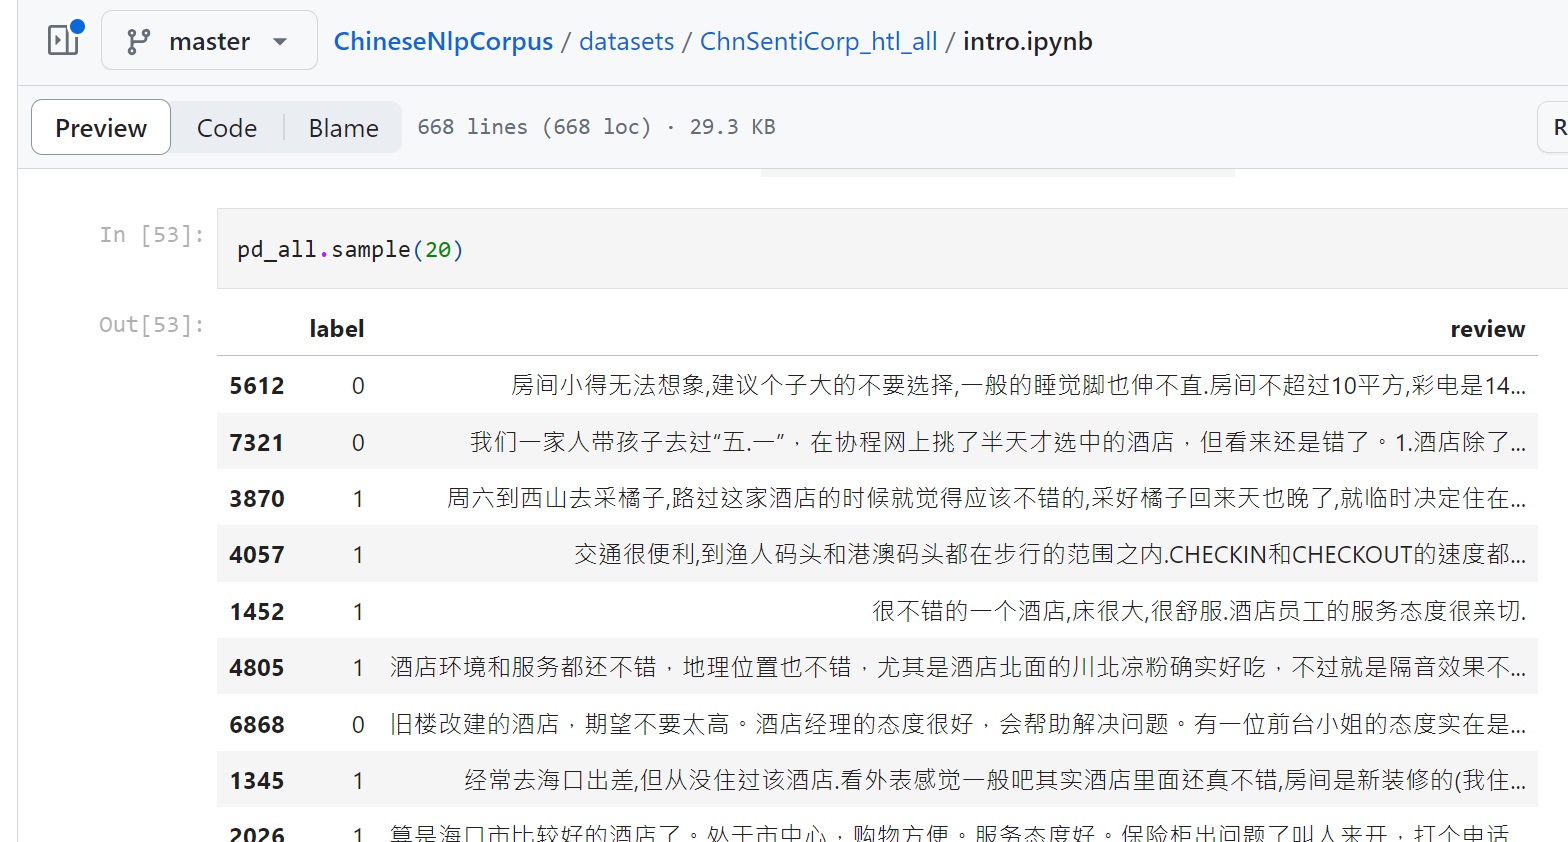 master ChineseNlpCorpus / datasets / ChnSentiCorp_htl_all / intro.ipynb
Preview Code Blame 668 lines (668 loc) · 29.3 KB R
In [53]: pd_all.sample(20)
Out[53]: label review
5612 0 房间小得无法想象,建议个子大的不要选择,一般的睡觉脚也伸不直.房间不超过10平方,彩电是14...
7321 0 我们一家人带孩子去过“五.一”，在协程网上挑了半天才选中的酒店，但看来还是错了。1.酒店除了...
3870 1 周六到西山去采橘子,路过这家酒店的时候就觉得应该不错的,采好橘子回来天也晚了,就临时决定住在...
4057 1 交通很便利,到渔人码头和港澳码头都在步行的范围之内.CHECKIN和CHECKOUT的速度都...
1452 1 很不错的一个酒店,床很大,很舒服.酒店员工的服务态度很亲切.
4805 1 酒店环境和服务都还不错，地理位置也不错，尤其是酒店北面的川北凉粉确实好吃，不过就是隔音效果不...
6868 0 旧楼改建的酒店，期望不要太高。酒店经理的态度很好，会帮助解决问题。有一位前台小姐的态度实在是...
1345 1 经常去海口出差,但从没住过该酒店.看外表感觉一般吧其实酒店里面还真不错,房间是新装修的(我住...
2026 1 算是海口市比较好的酒店了。处于市中心，购物方便。服务态度好。保险柜出问题了叫人来开，打个电话